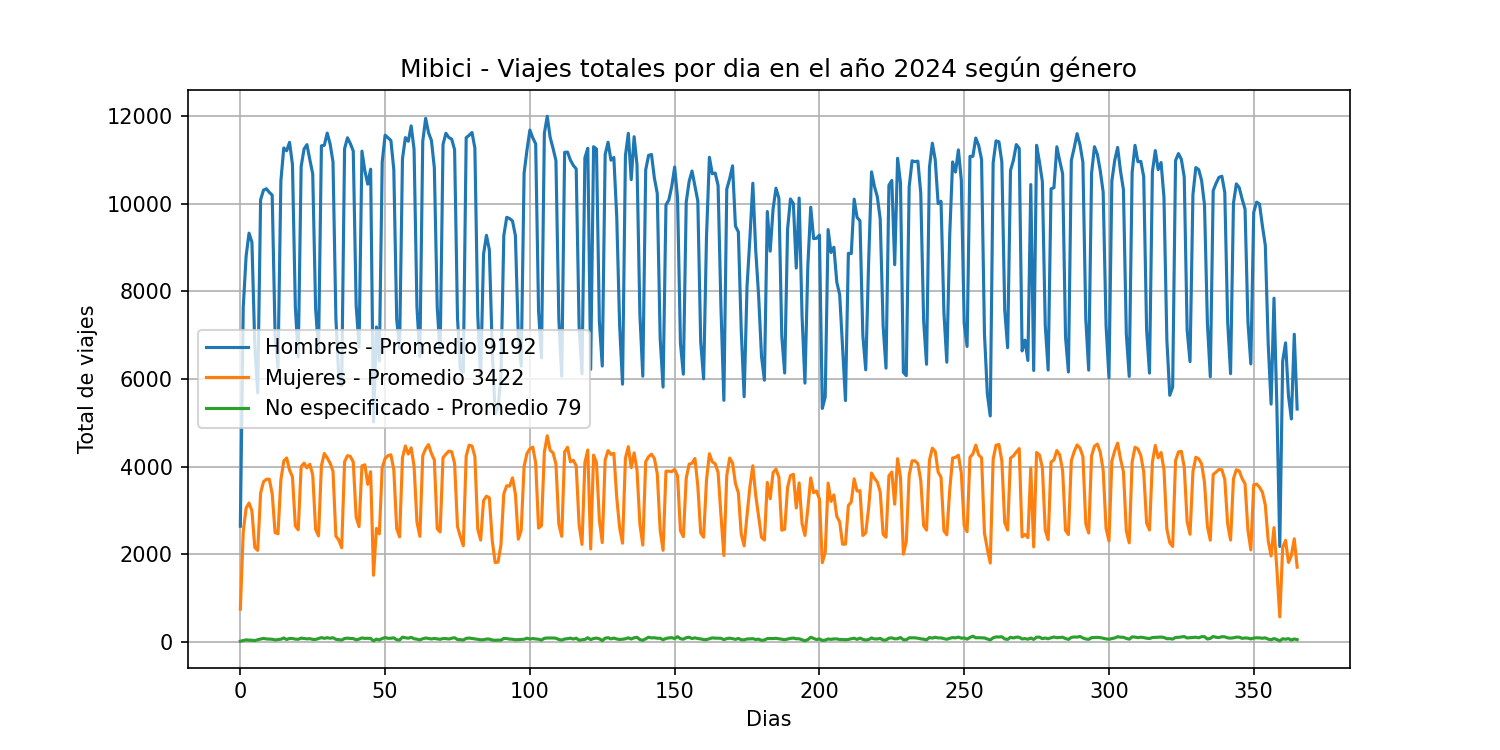 Mibici - Viajes totales por dia en el año 2024 según género
12000
10000
8000
6000
4000
2000
0
Total de viajes
Hombres - Promedio 9192
Mujeres - Promedio 3422
No especificado - Promedio 79
0 50 100 150 200 250 300 350
Dias